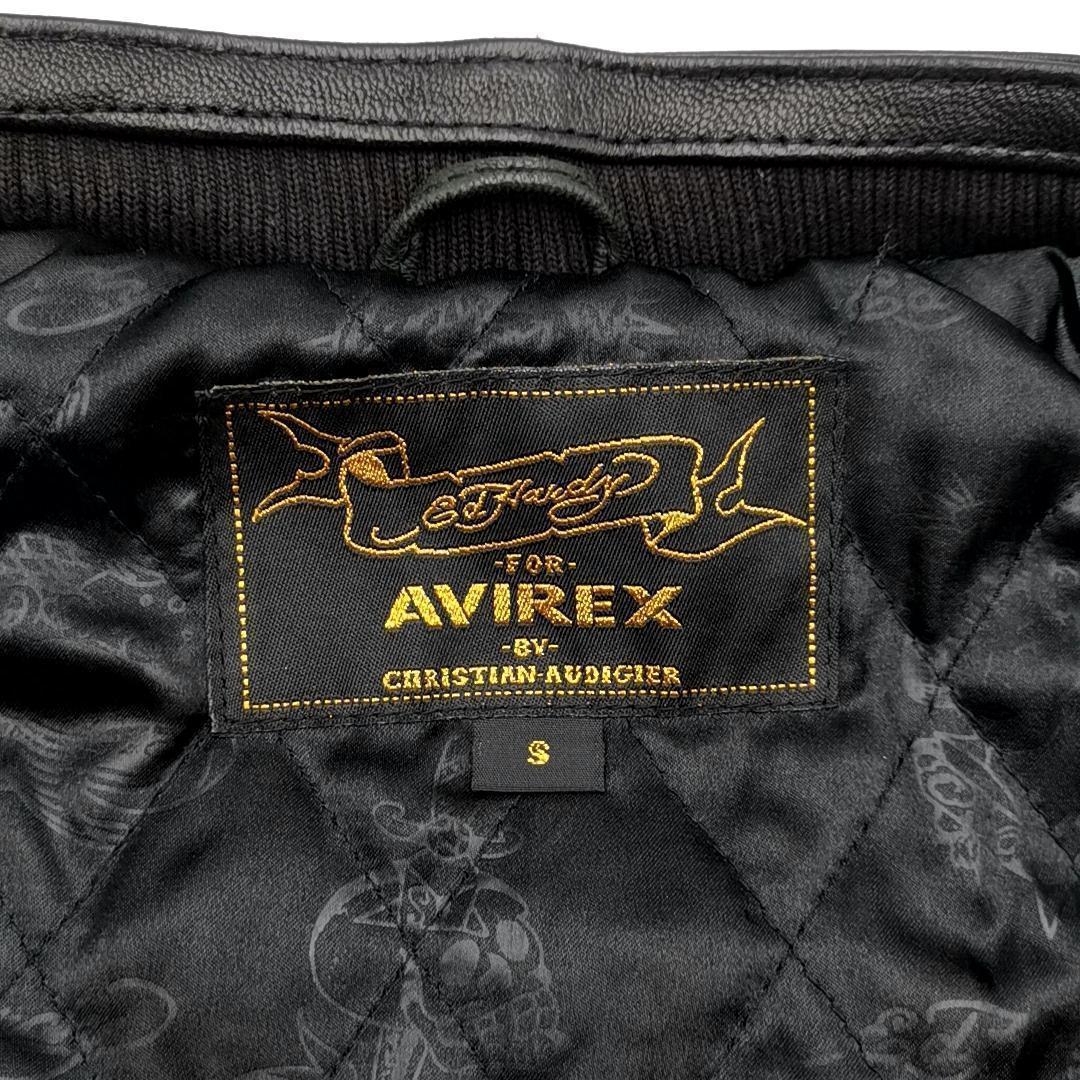 Ed Hardy
-FOR-
AVIREX
-BY-
CHRISTIAN AUDIGIER
S